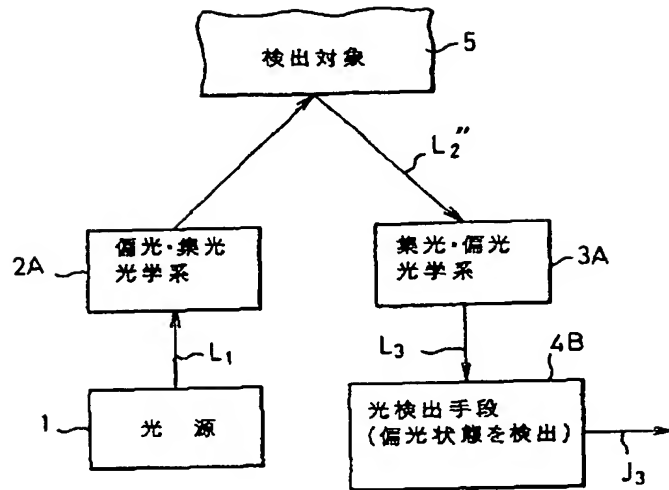 検出対象
5
L₂"
偏光・集光
光学系
2A
集光・偏光
光学系
3A
L₁
L₃
4B
光源
1
光検出手段
(偏光状態を検出)
J₃